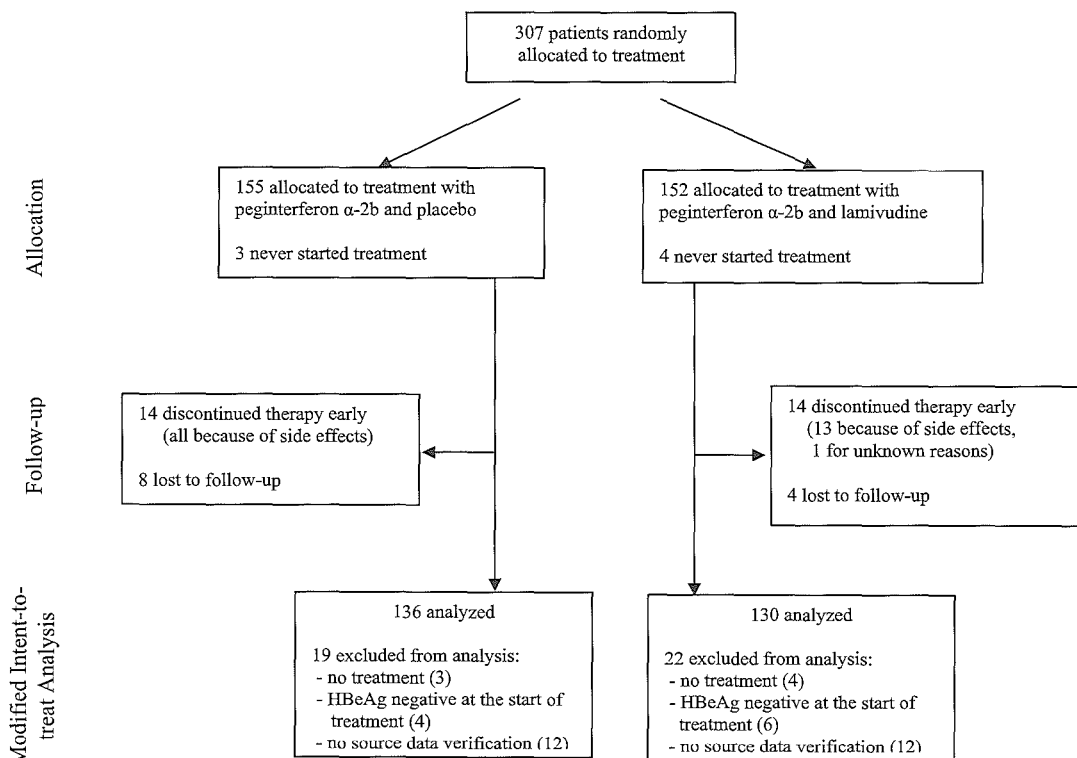 307 patients randomly
allocated to treatment
Allocation
155 allocated to treatment with
peginterferon α-2b and placebo
3 never started treatment
152 allocated to treatment with
peginterferon α-2b and lamivudine
4 never started treatment
Follow-up
14 discontinued therapy early
(all because of side effects)
8 lost to follow-up
14 discontinued therapy early
(13 because of side effects,
1 for unknown reasons)
4 lost to follow-up
Modified Intent-to-
treat Analysis
136 analyzed
19 excluded from analysis:
- no treatment (3)
- HBeAg negative at the start of
treatment (4)
- no source data verification (12)
130 analyzed
22 excluded from analysis:
- no treatment (4)
- HBeAg negative at the start of
treatment (6)
- no source data verification (12)